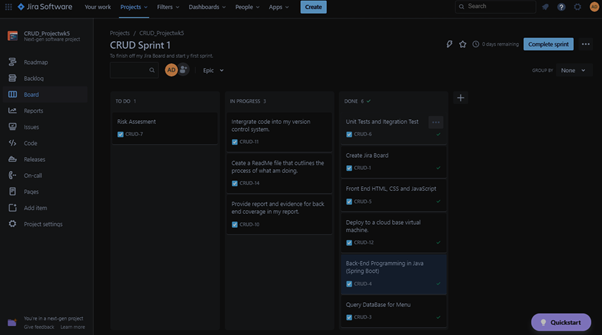 Jira Software
Your work
Projects
Filters
Dashboards
People
Apps
Create
Search
AD
CRUD_Projectwk5
Next-gen software project
Roadmap
Backlog
Board
Reports
Issues
Code
Releases
On-call
Pages
Add item
Project settings
You're in a next-gen project
Give feedback Learn more
Projects / CRUD_Projectwk5
CRUD Sprint 1
To finish off my Jira Board and start y first sprint.
0 days remaining
Complete sprint
AD
Epic
GROUP BY
None
TO DO 1
Risk Assesment
CRUD-7
IN PROGRESS 3
Intergrate code into my version
control system.
CRUD-11
Ceate a ReadMe file that outlines the
process of what am doing.
CRUD-14
Provide report and evidence for back
end coverage in my report.
CRUD-10
DONE 6
Unit Tests and Itegration Test
CRUD-6
Create Jira Board
CRUD-1
Front End HTML, CSS and JavaScript
CRUD-5
Deploy to a cloud base virtual
machine.
CRUD-12
Back-End Programming in Java
(Spring Boot)
CRUD-4
Query DataBase for Menu
CRUD-3
Quickstart